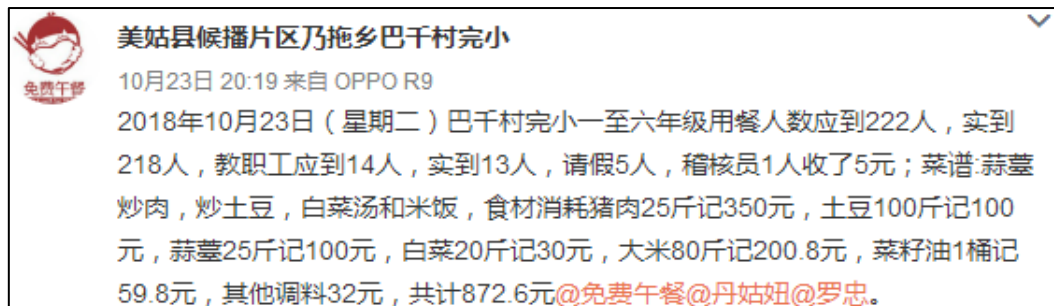 美姑县候播片区乃拖乡巴千村完小
10月23日 20:19 来自 OPPO R9
免费午餐
2018年10月23日（星期二）巴千村完小一至六年级用餐人数应到222人，实到
218人，教职工应到14人，实到13人，请假5人，稽核员1人收了5元；菜谱:蒜薹
炒肉，炒土豆，白菜汤和米饭，食材消耗猪肉25斤记350元，土豆100斤记100
元，蒜薹25斤记100元，白菜20斤记30元，大米80斤记200.8元，菜籽油1桶记
59.8元，其他调料32元，共计872.6元@免费午餐@丹姑妞@罗忠。